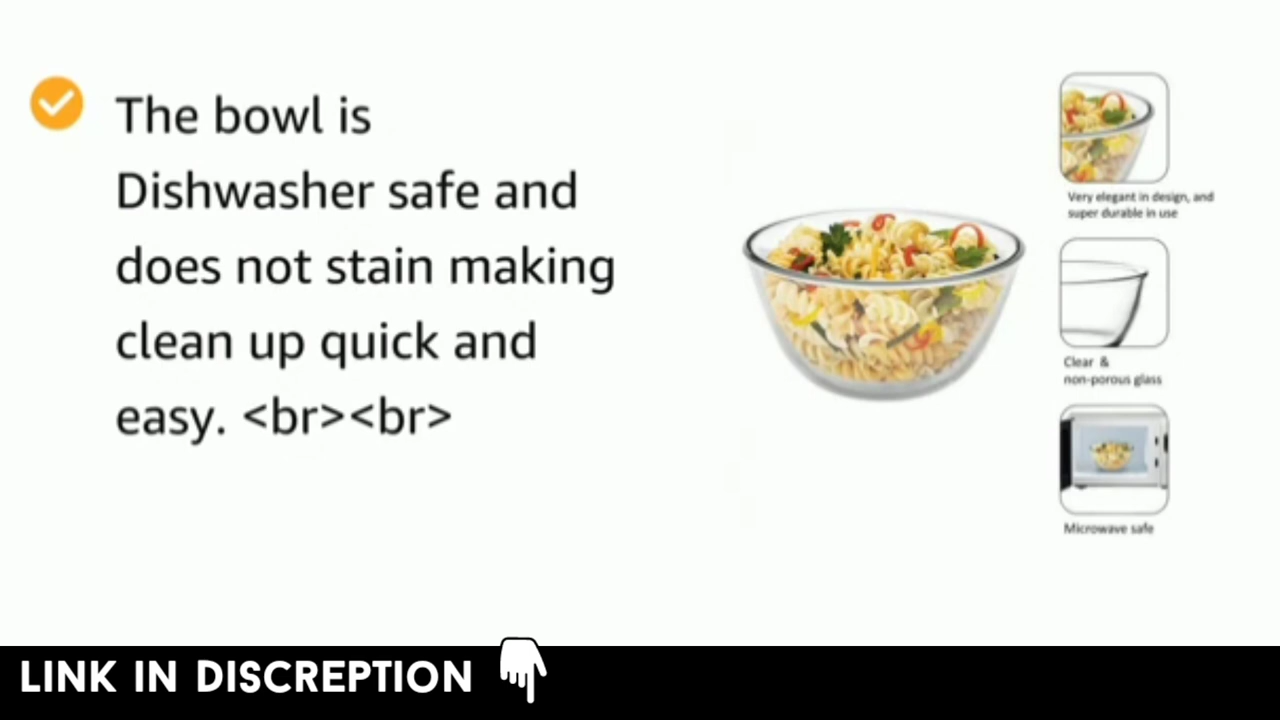 The bowl is
Dishwasher safe and
does not stain making
clean up quick and
easy. <br><br>
Very elegant in design, and
super durable in use
Clear &
non-porous glass
Microwave safe
LINK IN DISCREPTION